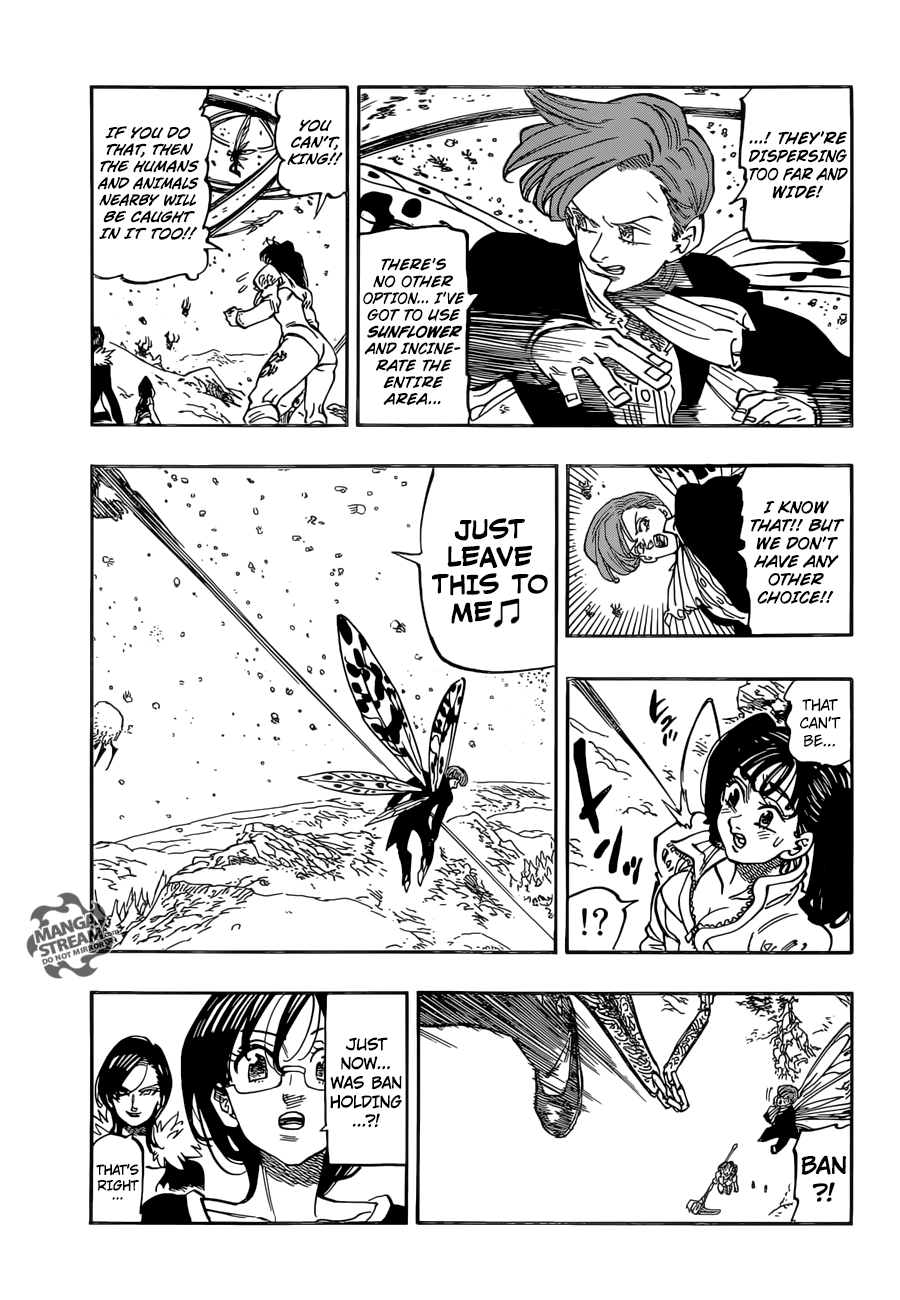 ...! THEY'RE
DISPERSING
TOO FAR AND
WIDE!
THERE'S
NO OTHER
OPTION... I'VE
GOT TO USE
SUNFLOWER
AND INCINE-
RATE THE
ENTIRE
AREA...
YOU
CAN'T,
KING!!
IF YOU DO
THAT, THEN
THE HUMANS
AND ANIMALS
NEARBY WILL
BE CAUGHT
IN IT TOO!!
I KNOW
THAT!! BUT
WE DON'T
HAVE ANY
OTHER
CHOICE!!
JUST
LEAVE
THIS TO
ME♫
THAT
CAN'T
BE...
!?
BAN
?!
JUST
NOW...
WAS BAN
HOLDING
...?!
THAT'S
RIGHT
...
MANGA
STREAM.com
DO NOT MIRROR